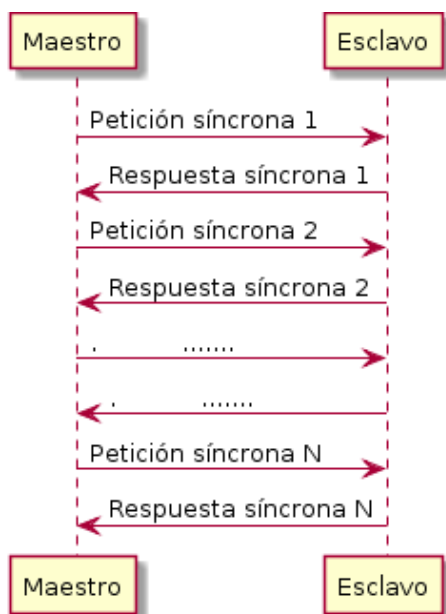 Maestro
Esclavo
Petición síncrona 1
Respuesta síncrona 1
Petición síncrona 2
Respuesta síncrona 2
. .......
. .......
Petición síncrona N
Respuesta síncrona N
Maestro
Esclavo